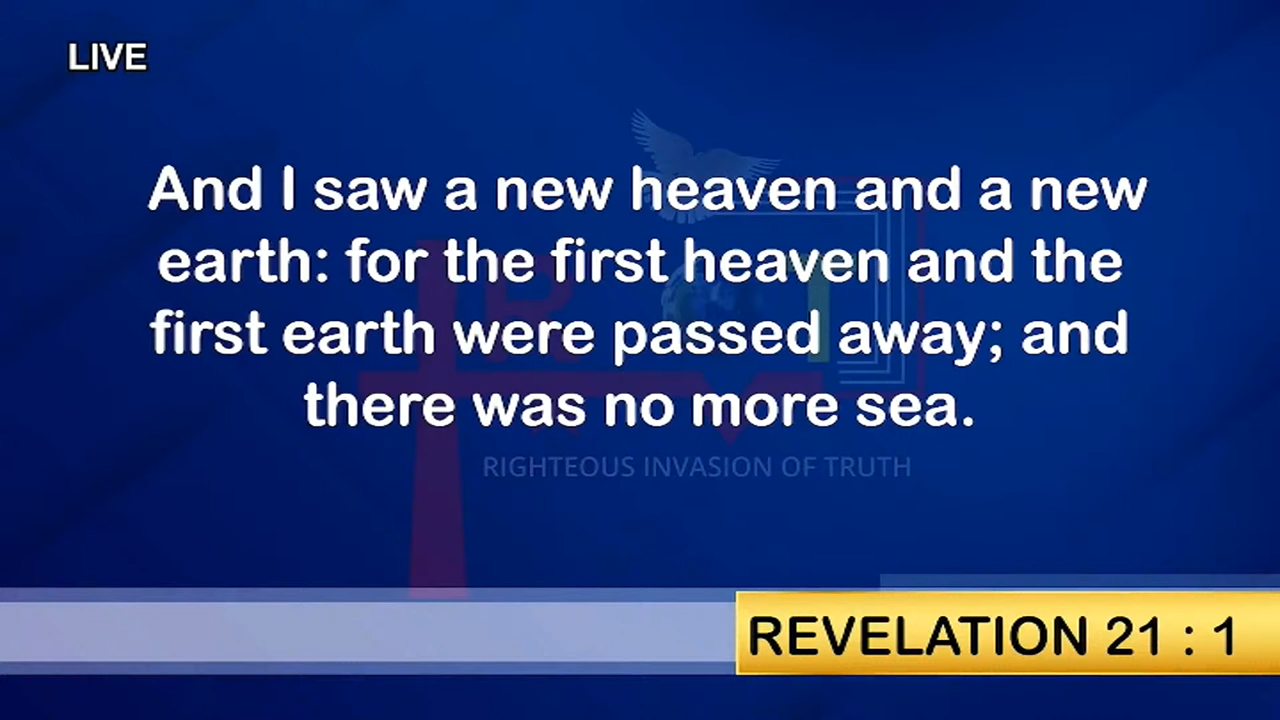 LIVE
And I saw a new heaven and a new
earth: for the first heaven and the
first earth were passed away; and
there was no more sea.
RIGHTEOUS INVASION OF TRUTH
REVELATION 21 : 1